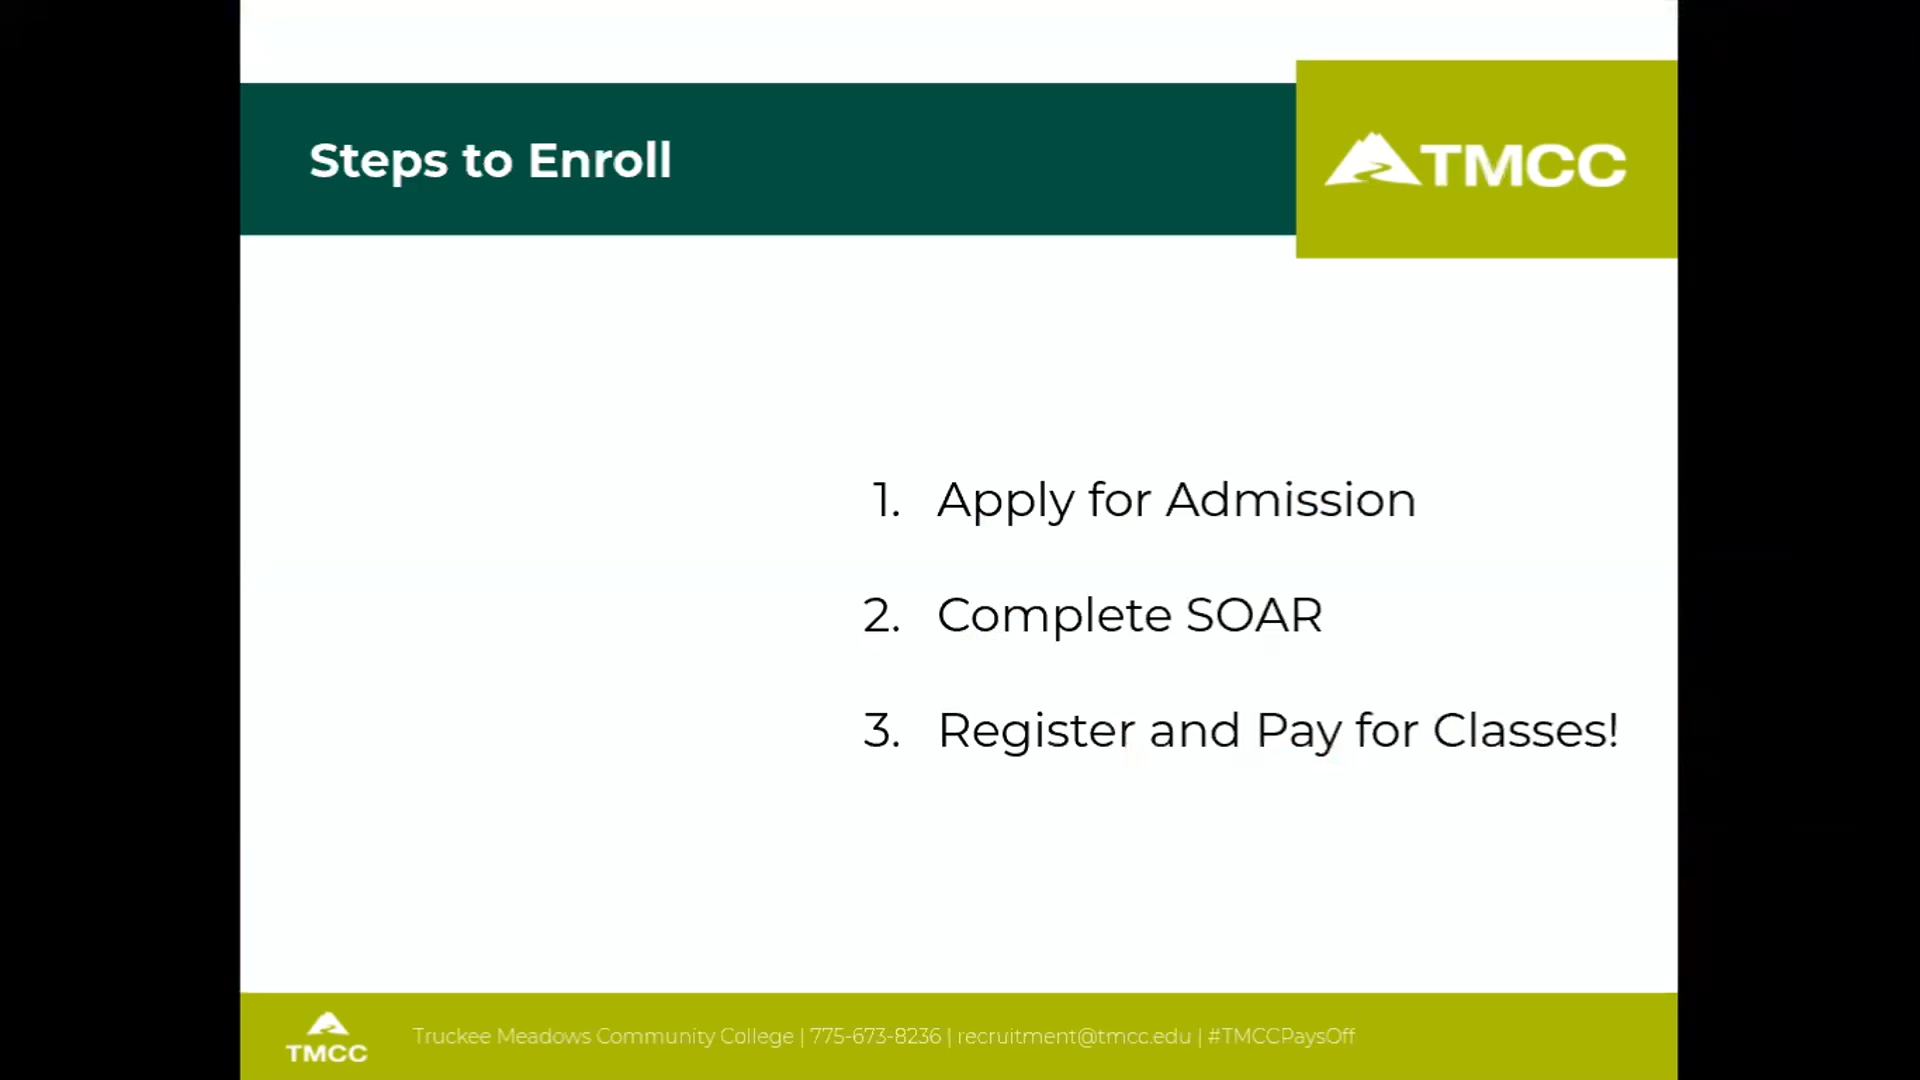 Steps to Enroll
TMCC
1. Apply for Admission
2. Complete SOAR
3. Register and Pay for Classes!
TMCC
Truckee Meadows Community College | 775-673-8236 | recruitment@tmcc.edu | #TMCCPaysOff